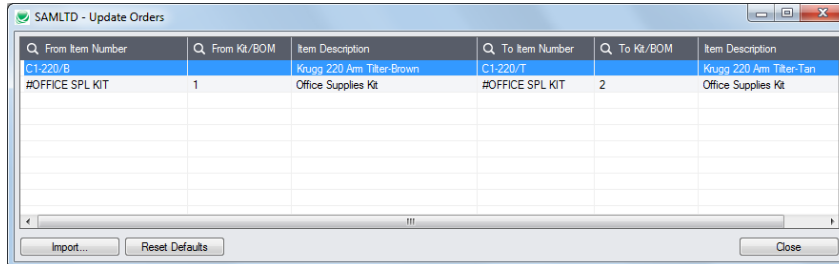 SAMLTD - Update Orders
From Item Number From Kit/BOM Item Description To Item Number To Kit/BOM Item Description
C1-220/B Krugg 220 Arm Tilter-Brown C1-220/T Krugg 220 Arm Tilter-Tan
#OFFICE SPL KIT 1 Office Supplies Kit #OFFICE SPL KIT 2 Office Supplies Kit
Import... Reset Defaults Close